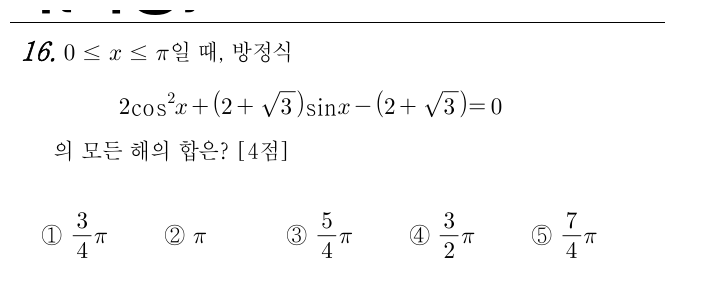 16. 0 ≤ x ≤ π일 때, 방정식
2cos²x+(2+√3)sinx−(2+√3)=0
의 모든 해의 합은? [4점]
① 3/4 π ② π ③ 5/4 π ④ 3/2 π ⑤ 7/4 π